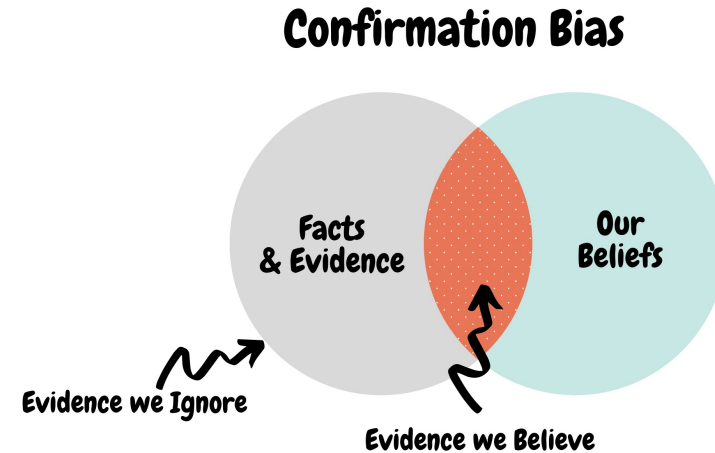 Confirmation Bias
Facts
& Evidence
Our
Beliefs
Evidence we Ignore
Evidence we Believe